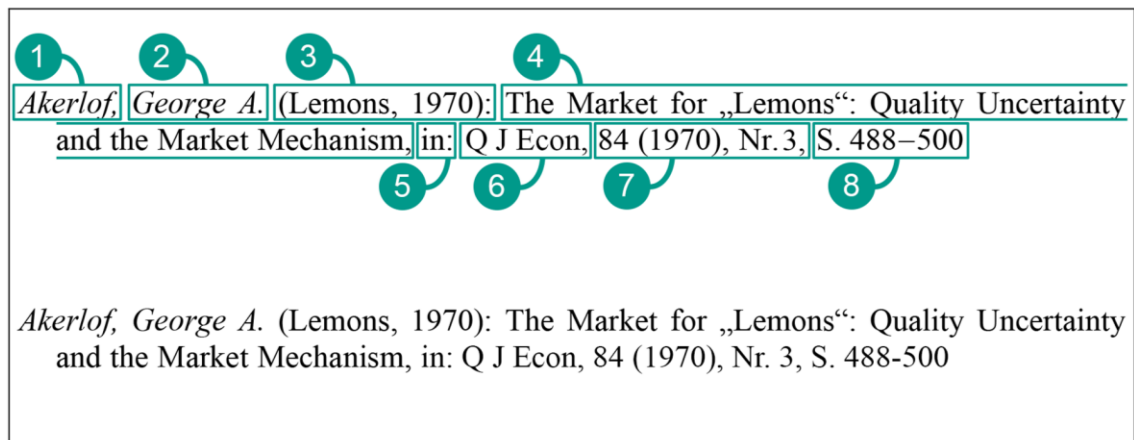 1 2 3 4
Akerlof, George A. (Lemons, 1970): The Market for „Lemons“: Quality Uncertainty
and the Market Mechanism, in: Q J Econ, 84 (1970), Nr. 3, S. 488–500
5 6 7 8
Akerlof, George A. (Lemons, 1970): The Market for „Lemons“: Quality Uncertainty
and the Market Mechanism, in: Q J Econ, 84 (1970), Nr. 3, S. 488-500